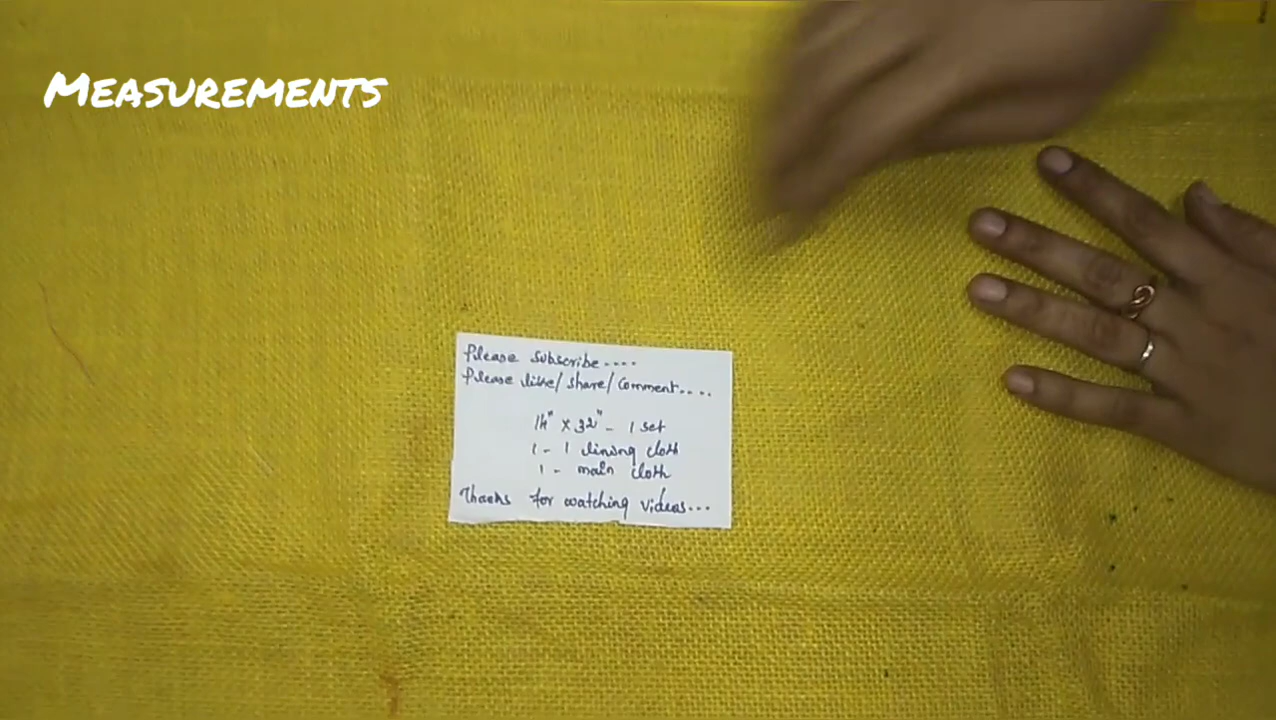 MEASUREMENTS
Please subscribe....
Please like/share/comment....
14" x 32" - 1 set
1 - 1 lining cloth
1 - main cloth
Thanks for watching videos...